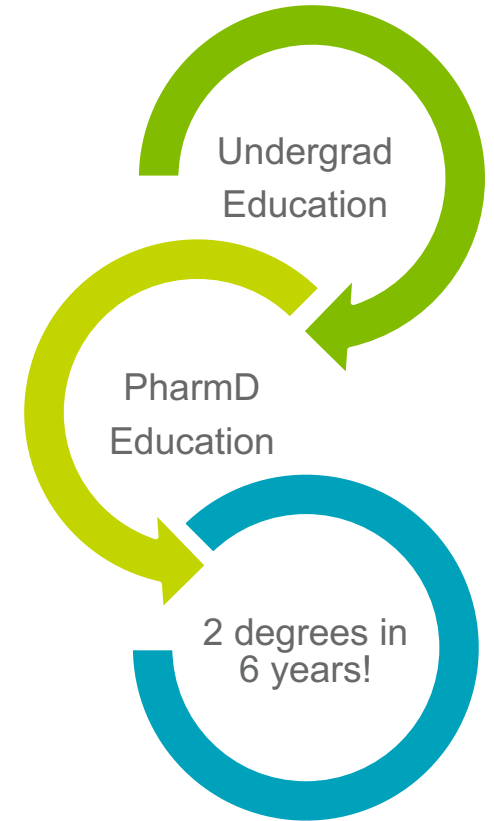 Undergrad
Education
PharmD
Education
2 degrees in
6 years!